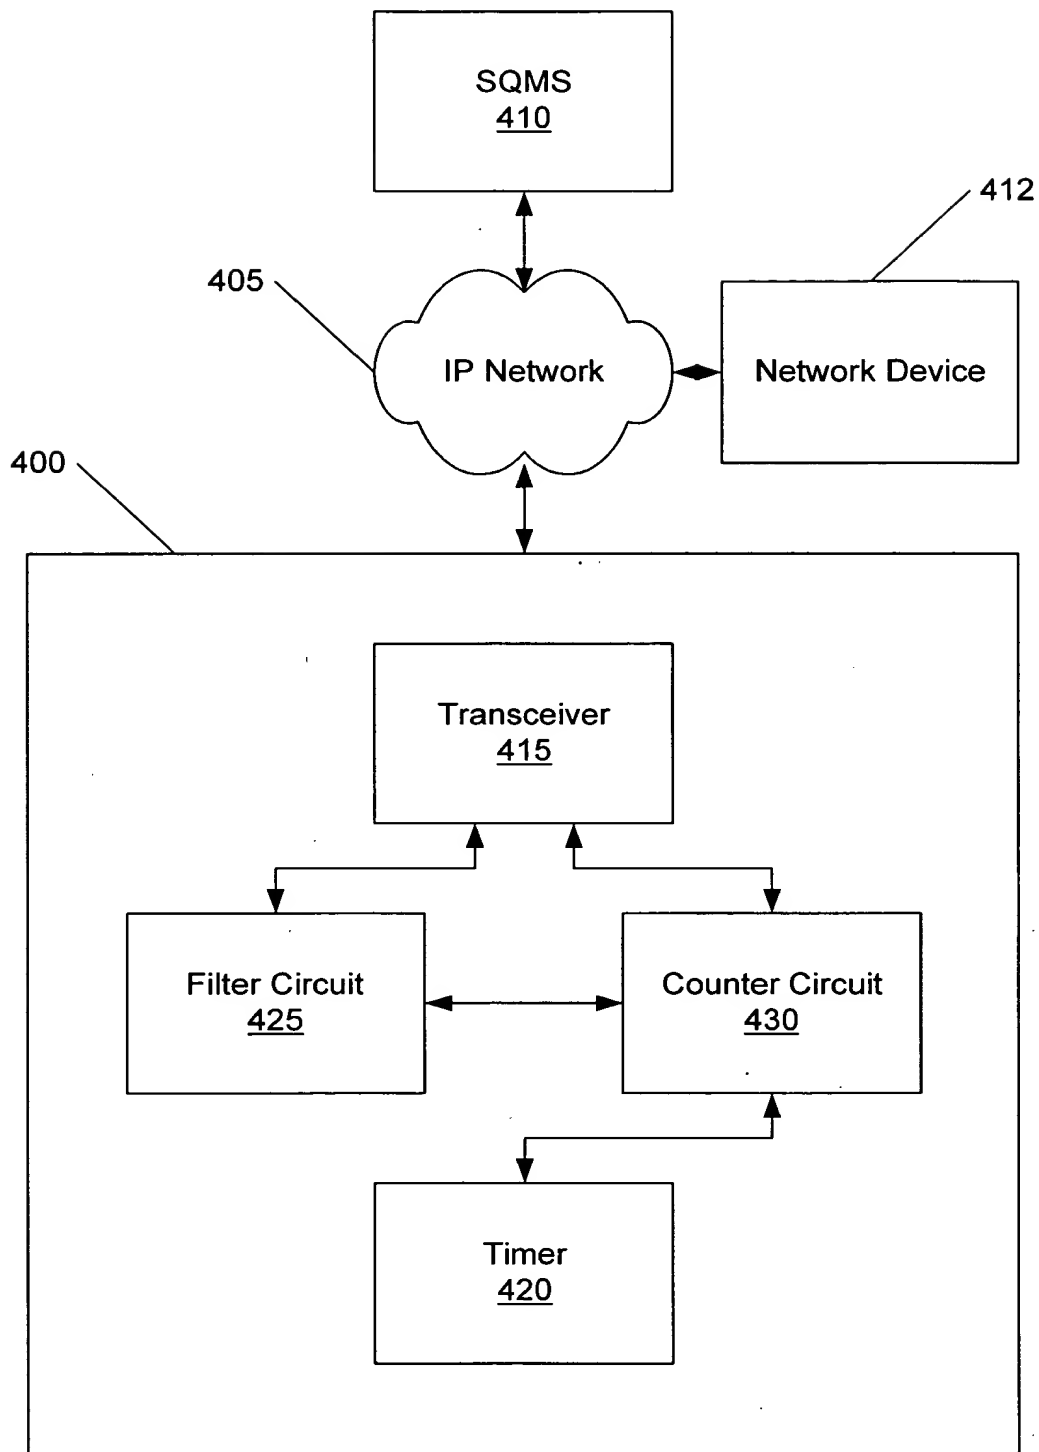 SQMS
410
412
405
IP Network
Network Device
400
Transceiver
415
Filter Circuit
425
Counter Circuit
430
Timer
420